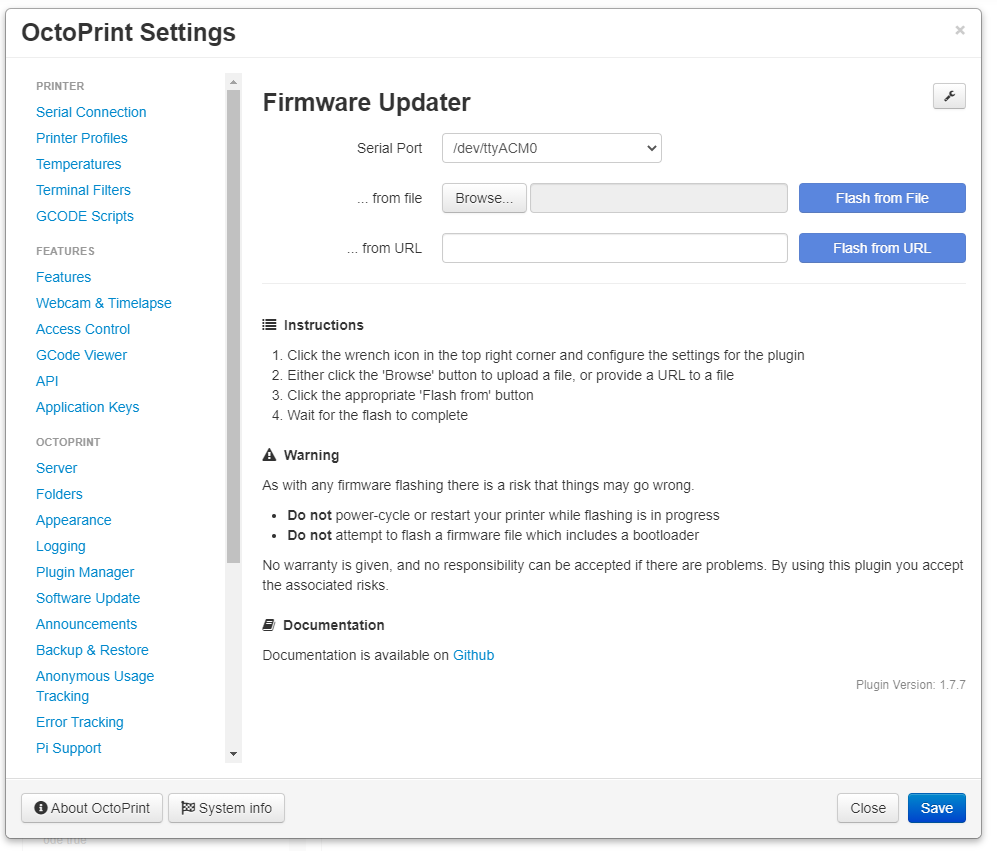 OctoPrint Settings
×
PRINTER
Serial Connection
Printer Profiles
Temperatures
Terminal Filters
GCODE Scripts
FEATURES
Features
Webcam & Timelapse
Access Control
GCode Viewer
API
Application Keys
OCTOPRINT
Server
Folders
Appearance
Logging
Plugin Manager
Software Update
Announcements
Backup & Restore
Anonymous Usage
Tracking
Error Tracking
Pi Support
Firmware Updater
Serial Port /dev/ttyACM0
... from file Browse... Flash from File
... from URL Flash from URL
Instructions
1. Click the wrench icon in the top right corner and configure the settings for the plugin
2. Either click the 'Browse' button to upload a file, or provide a URL to a file
3. Click the appropriate 'Flash from' button
4. Wait for the flash to complete
Warning
As with any firmware flashing there is a risk that things may go wrong.
• Do not power-cycle or restart your printer while flashing is in progress
• Do not attempt to flash a firmware file which includes a bootloader
No warranty is given, and no responsibility can be accepted if there are problems. By using this plugin you accept
the associated risks.
Documentation
Documentation is available on Github
Plugin Version: 1.7.7
About OctoPrint System info Close Save